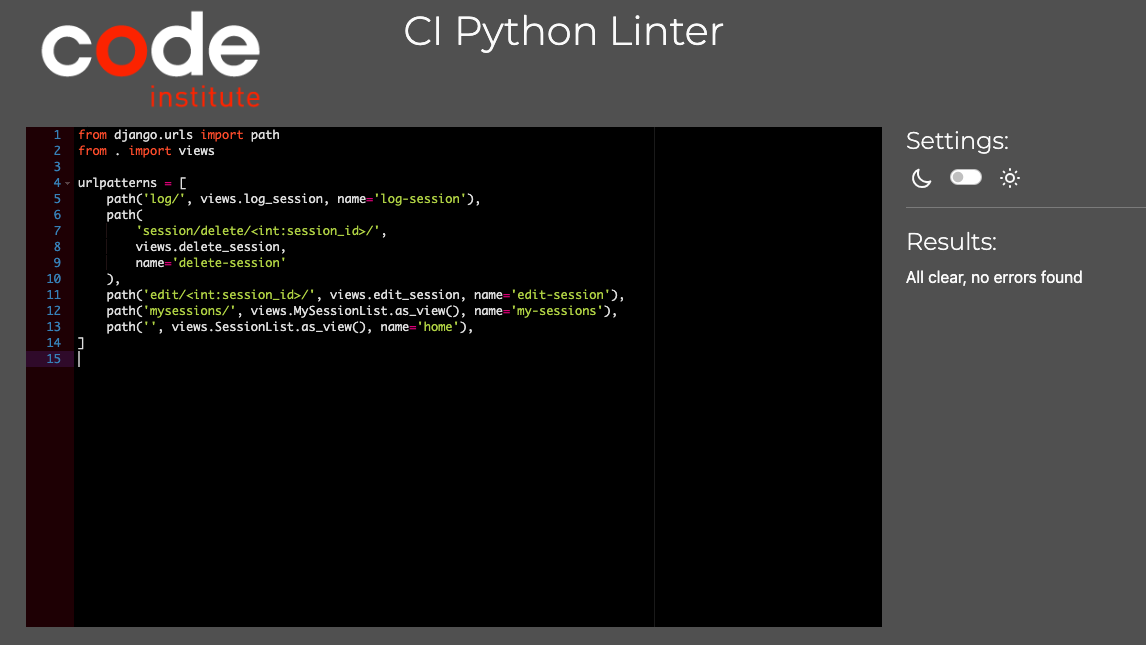 code
institute
CI Python Linter
1 from django.urls import path
2 from . import views
3
4 urlpatterns = [
5     path('log/', views.log_session, name='log-session'),
6     path(
7         'session/delete/<int:session_id>/',
8         views.delete_session,
9         name='delete-session'
10     ),
11     path('edit/<int:session_id>/', views.edit_session, name='edit-session'),
12     path('mysessions/', views.MySessionList.as_view(), name='my-sessions'),
13     path('', views.SessionList.as_view(), name='home'),
14 ]
15
Settings:
Results:
All clear, no errors found